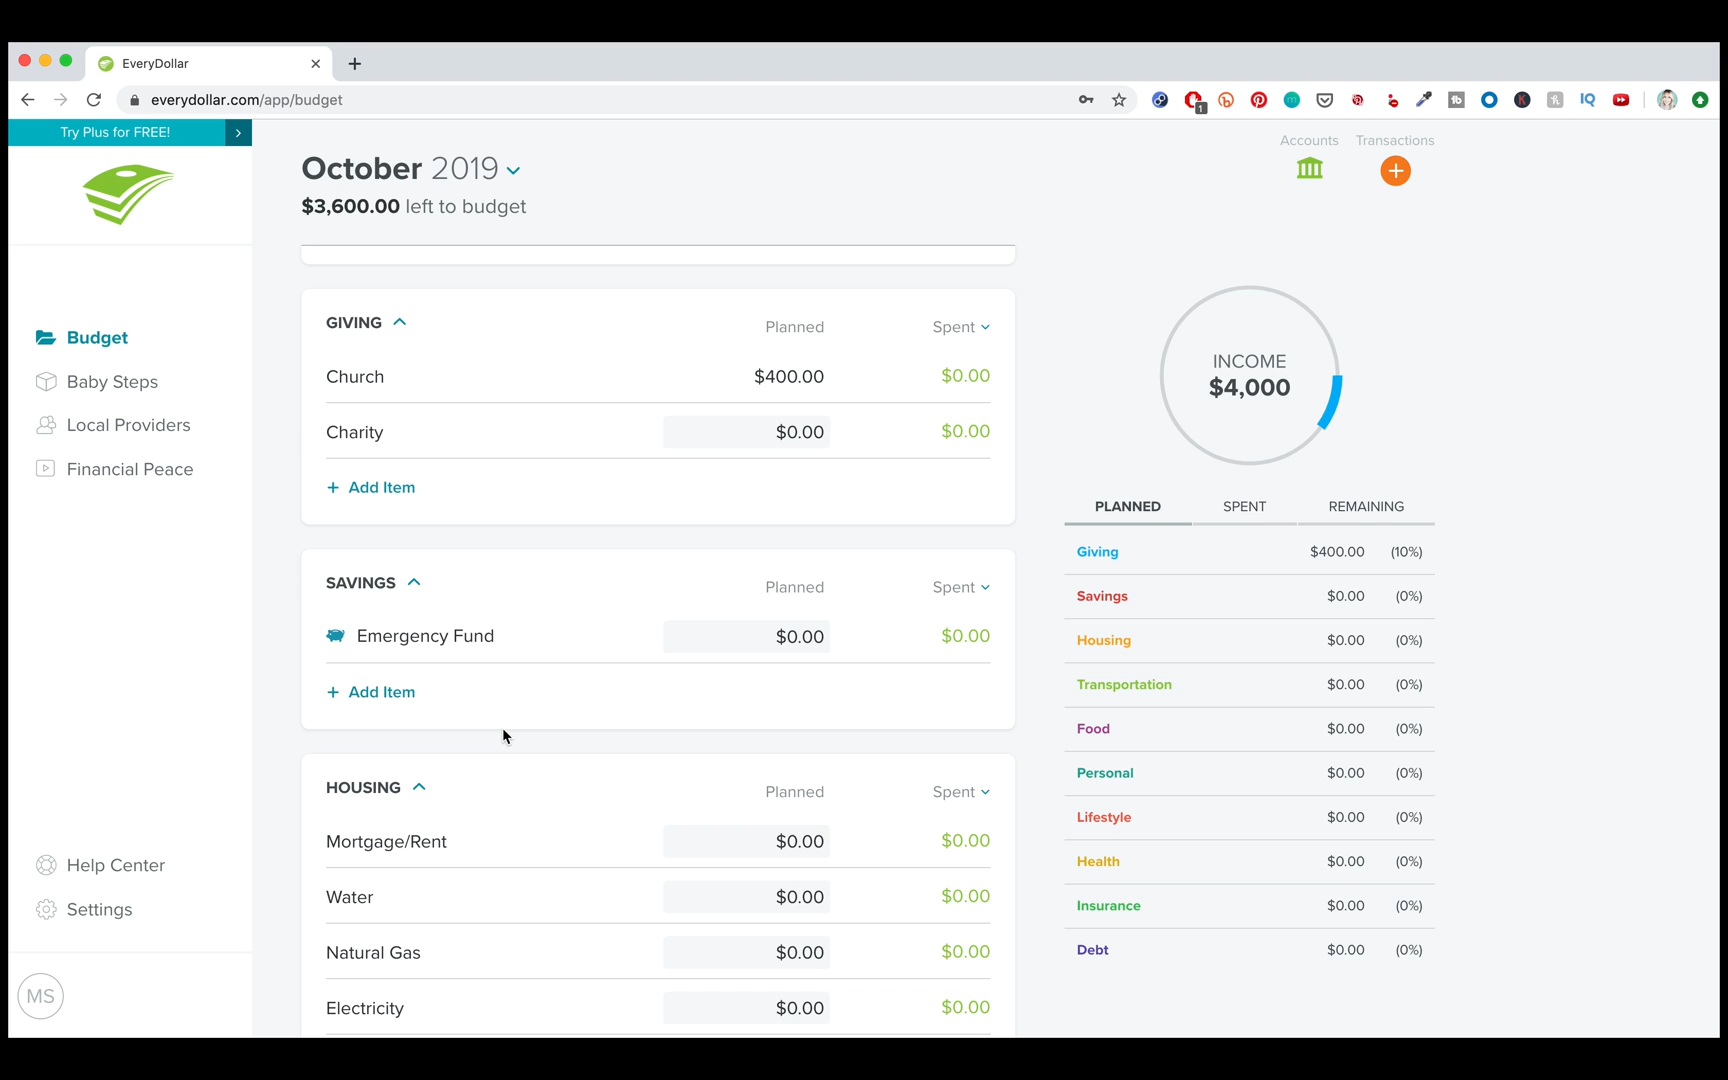 EveryDollar
everydollar.com/app/budget
1
Try Plus for FREE!
October 2019
$3,600.00 left to budget
Accounts Transactions
Budget
Baby Steps
Local Providers
Financial Peace
Help Center
Settings
MS
GIVING Planned Spent
Church $400.00 $0.00
Charity $0.00 $0.00
+ Add Item
SAVINGS Planned Spent
Emergency Fund $0.00 $0.00
+ Add Item
HOUSING Planned Spent
Mortgage/Rent $0.00 $0.00
Water $0.00 $0.00
Natural Gas $0.00 $0.00
Electricity $0.00 $0.00
INCOME
$4,000
PLANNED SPENT REMAINING
Giving $400.00 (10%)
Savings $0.00 (0%)
Housing $0.00 (0%)
Transportation $0.00 (0%)
Food $0.00 (0%)
Personal $0.00 (0%)
Lifestyle $0.00 (0%)
Health $0.00 (0%)
Insurance $0.00 (0%)
Debt $0.00 (0%)